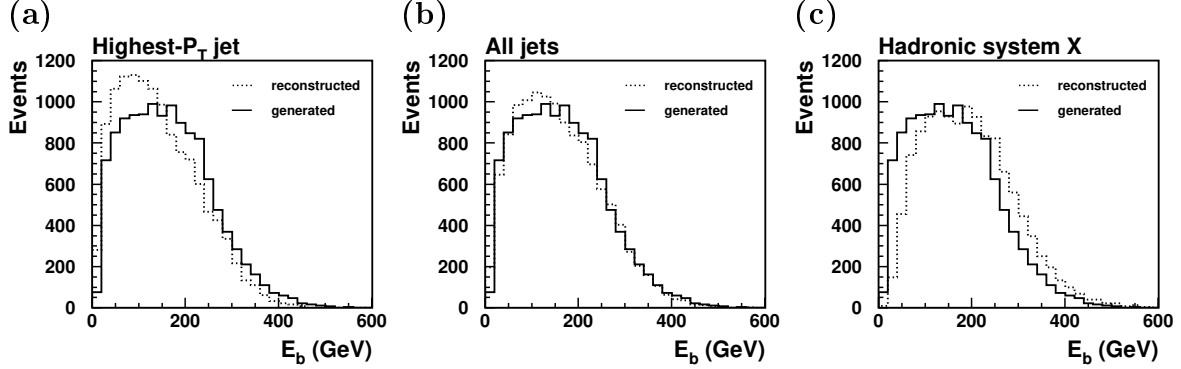 (a)
Highest-P_T jet
Events
1200
1000
800
600
400
200
0
reconstructed
generated
0 200 400 600
E_b (GeV)
(b)
All jets
Events
1200
1000
800
600
400
200
0
reconstructed
generated
0 200 400 600
E_b (GeV)
(c)
Hadronic system X
Events
1200
1000
800
600
400
200
0
reconstructed
generated
0 200 400 600
E_b (GeV)